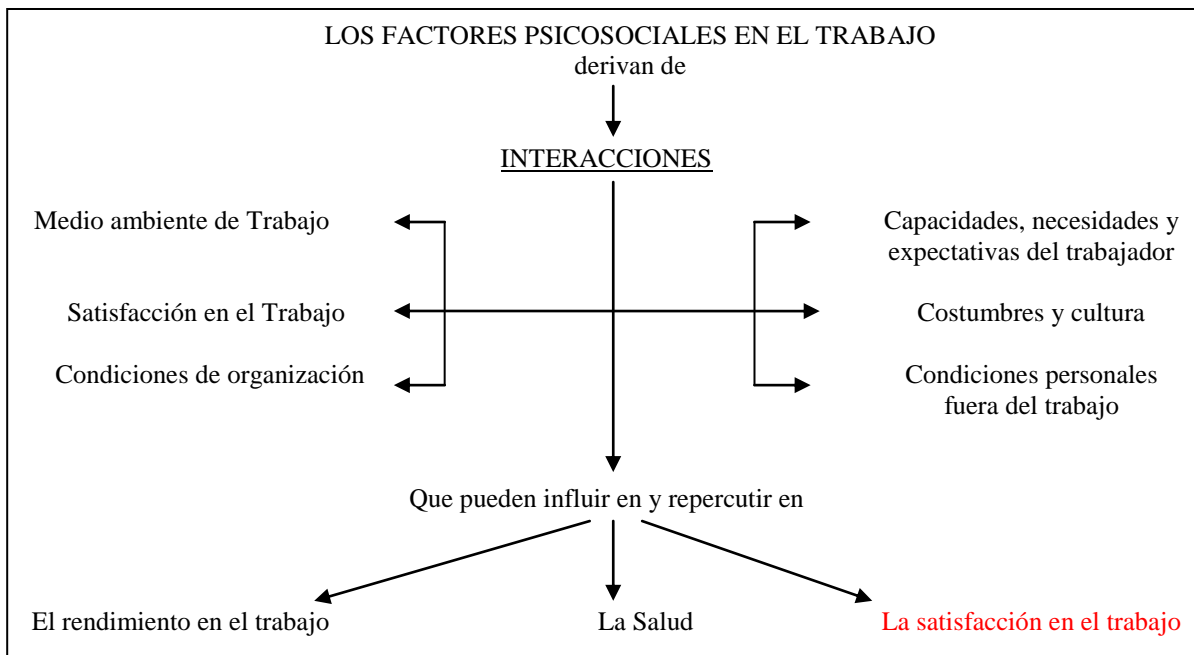 LOS FACTORES PSICOSOCIALES EN EL TRABAJO
derivan de
INTERACCIONES
Medio ambiente de Trabajo
Capacidades, necesidades y
expectativas del trabajador
Satisfacción en el Trabajo
Costumbres y cultura
Condiciones de organización
Condiciones personales
fuera del trabajo
Que pueden influir en y repercutir en
El rendimiento en el trabajo
La Salud
La satisfacción en el trabajo